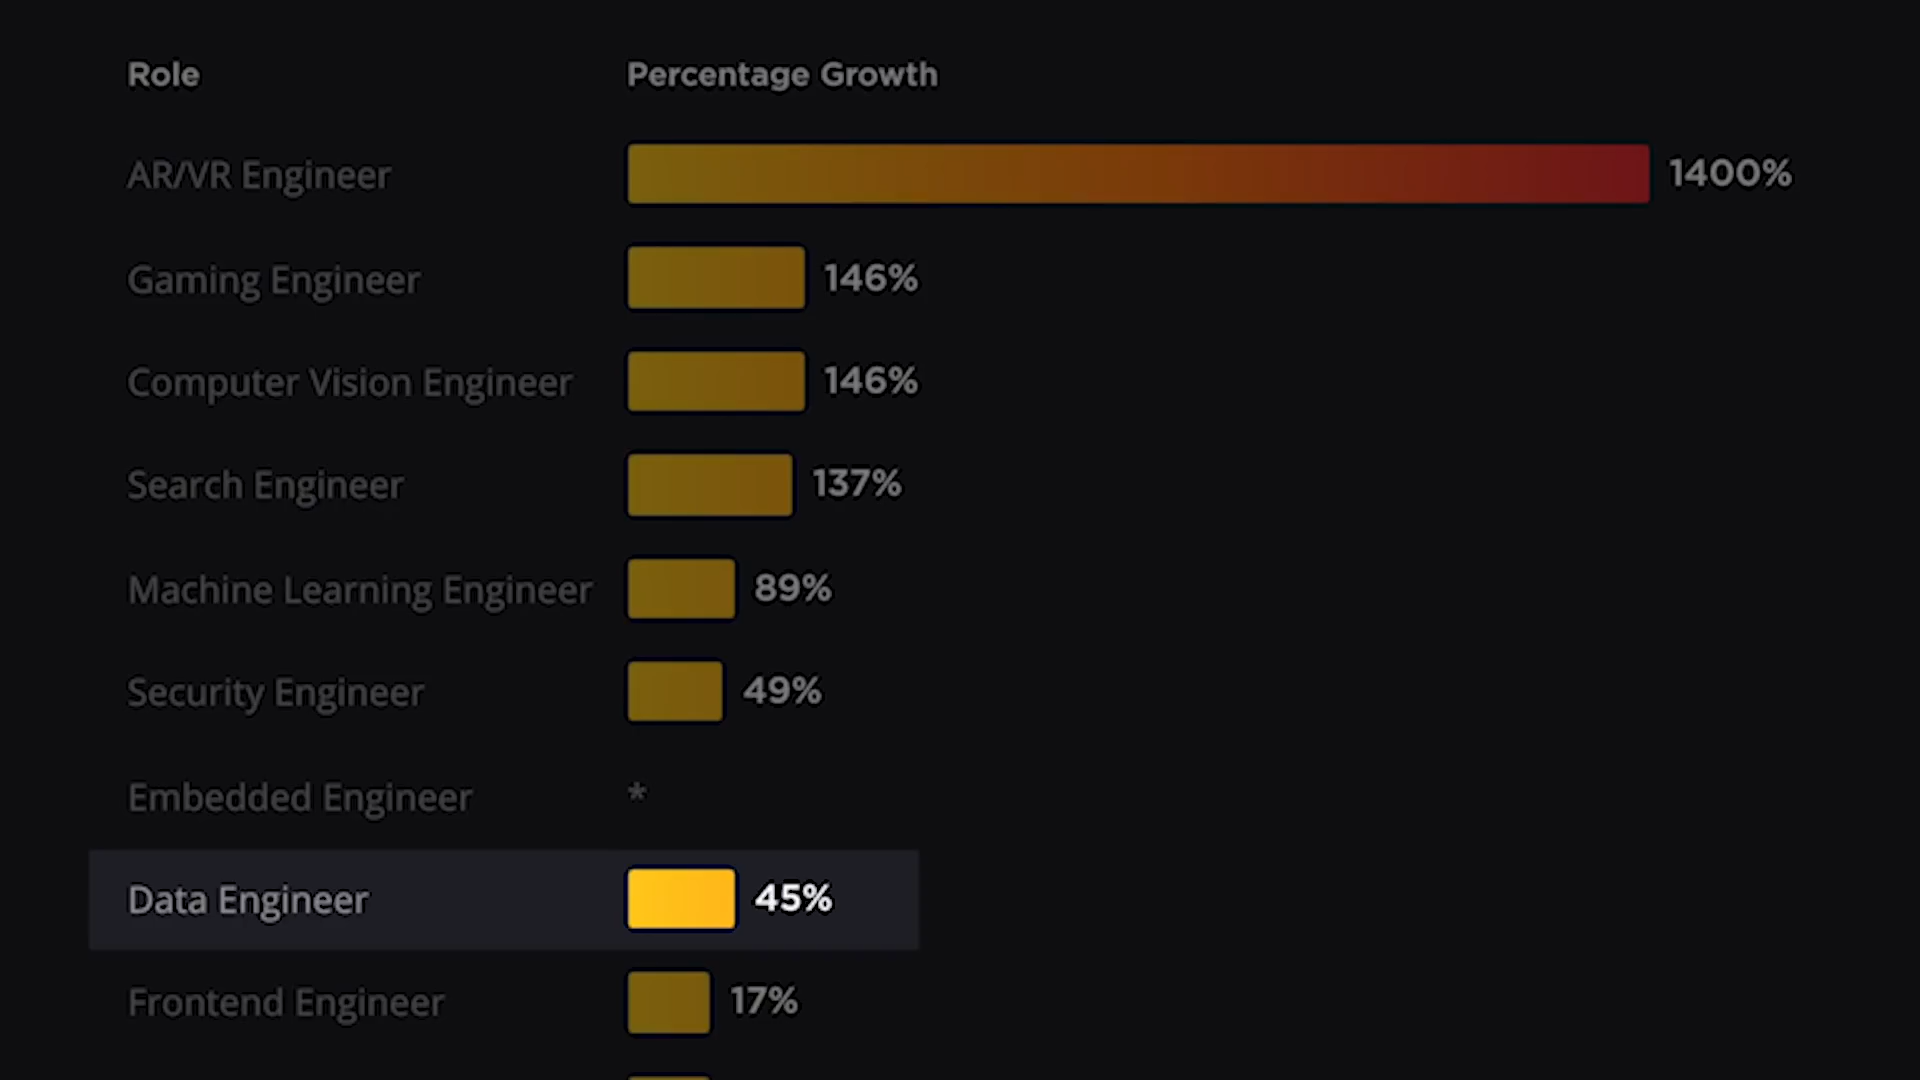 Role Percentage Growth
AR/VR Engineer 1400%
Gaming Engineer 146%
Computer Vision Engineer 146%
Search Engineer 137%
Machine Learning Engineer 89%
Security Engineer 49%
Embedded Engineer *
Data Engineer 45%
Frontend Engineer 17%